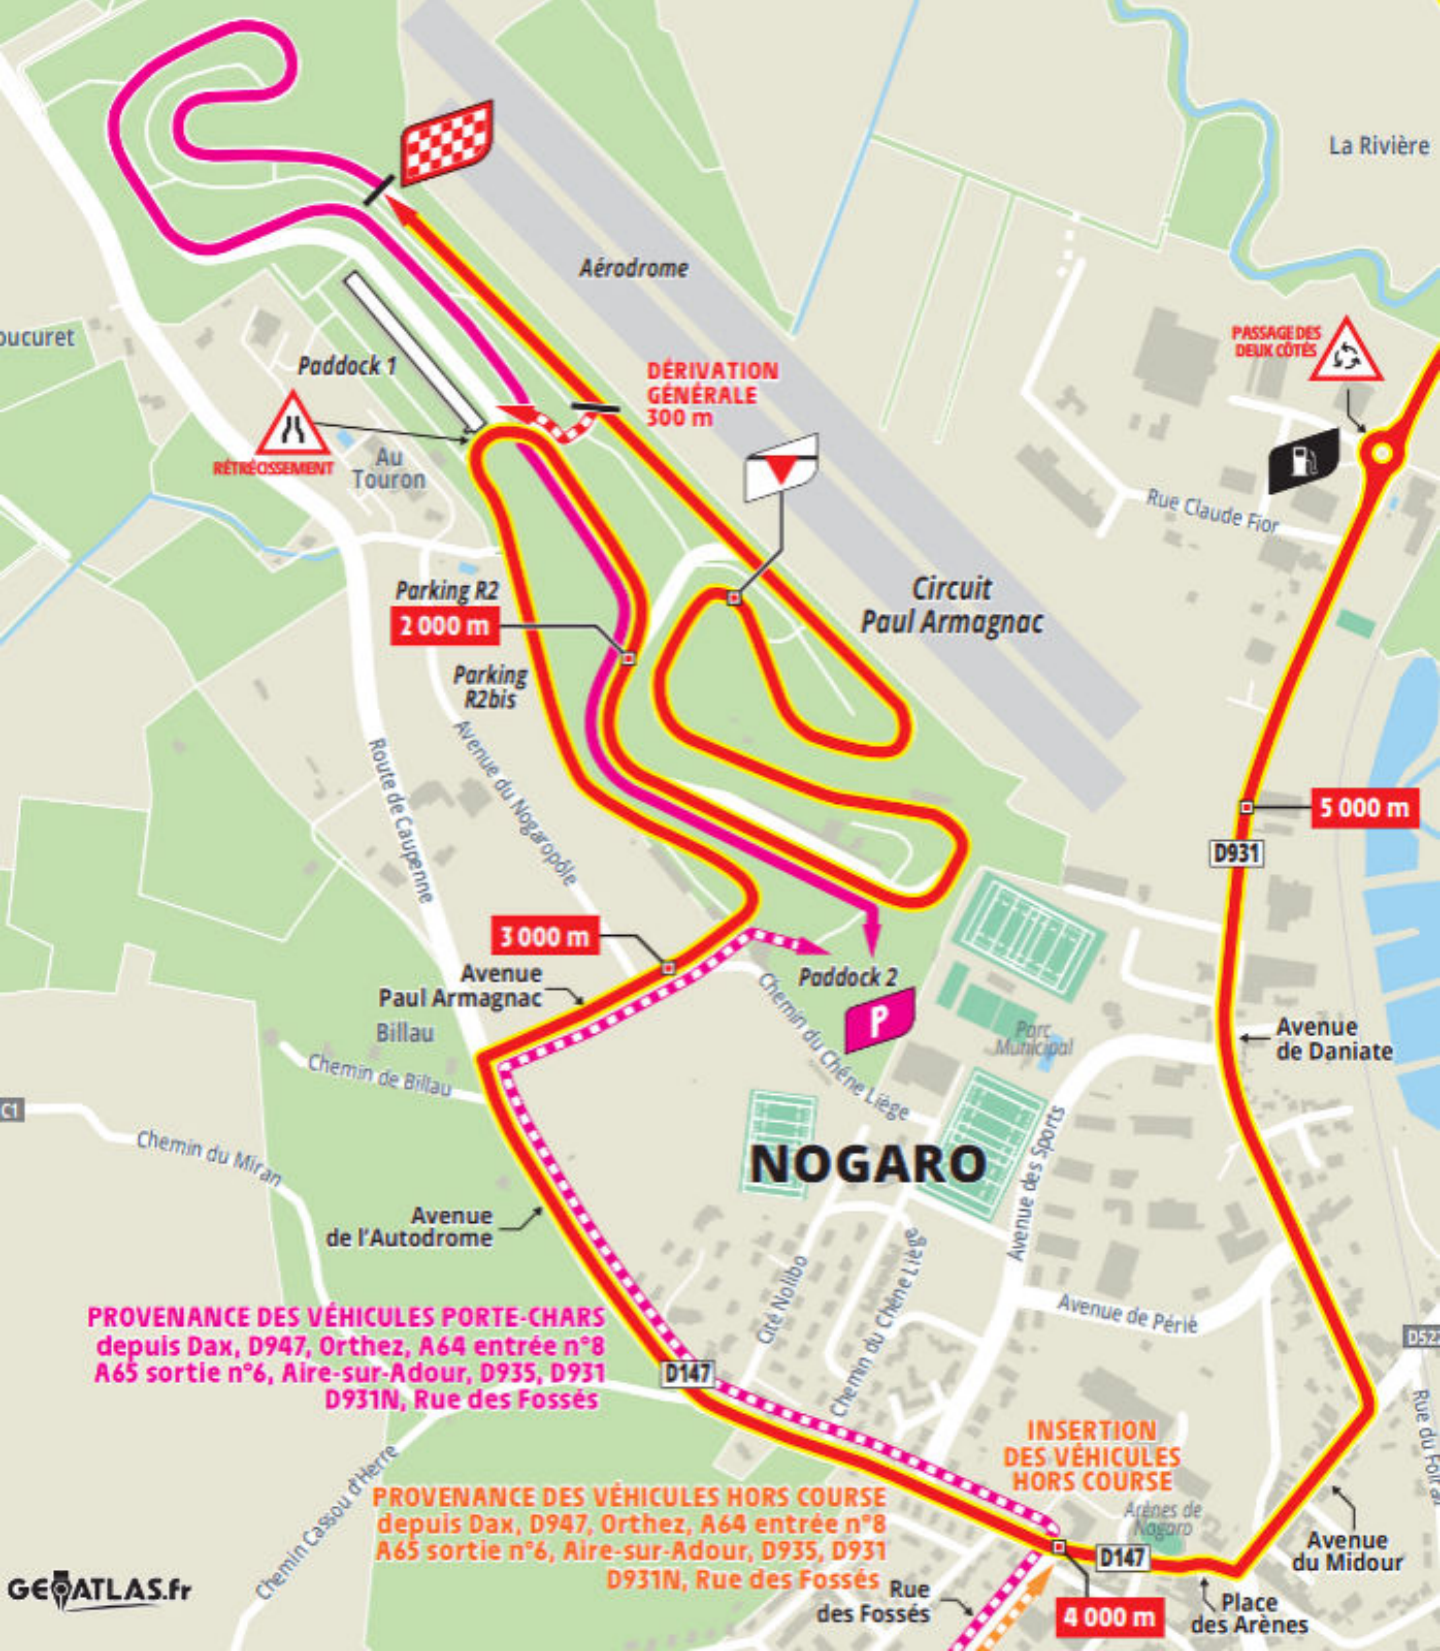 La Rivière
Aérodrome
oucuret
Paddock 1
DÉRIVATION
GÉNÉRALE
300 m
PASSAGE DES
DEUX CÔTÉS
RÉTRÉCISSEMENT
Au
Touron
Rue Claude Fior
Parking R2
2 000 m
Circuit
Paul Armagnac
Parking
R2bis
Route de Caupenne
Avenue du Nogaropôle
5 000 m
D931
3 000 m
Avenue
Paul Armagnac
Paddock 2
P
Billau
Chemin de Billau
Chemin du Chêne Liège
Parc
Municipal
Avenue
de Daniate
C1
Chemin du Miran
NOGARO
Avenue des Sports
Avenue
de l'Autodrome
Cité Nolibo
Chemin du Chêne Liège
Avenue de Périé
PROVENANCE DES VÉHICULES PORTE-CHARS
depuis Dax, D947, Orthez, A64 entrée n°8
A65 sortie n°6, Aire-sur-Adour, D935, D931
D931N, Rue des Fossés
D147
INSERTION
DES VÉHICULES
HORS COURSE
Chemin Cassou d'Herre
PROVENANCE DES VÉHICULES HORS COURSE
depuis Dax, D947, Orthez, A64 entrée n°8
A65 sortie n°6, Aire-sur-Adour, D935, D931
D931N, Rue des Fossés
Arènes de
Nogaro
D147
Avenue
du Midour
Rue
des Fossés
4 000 m
Place
des Arènes
Rue du Foirail
GEOATLAS.fr